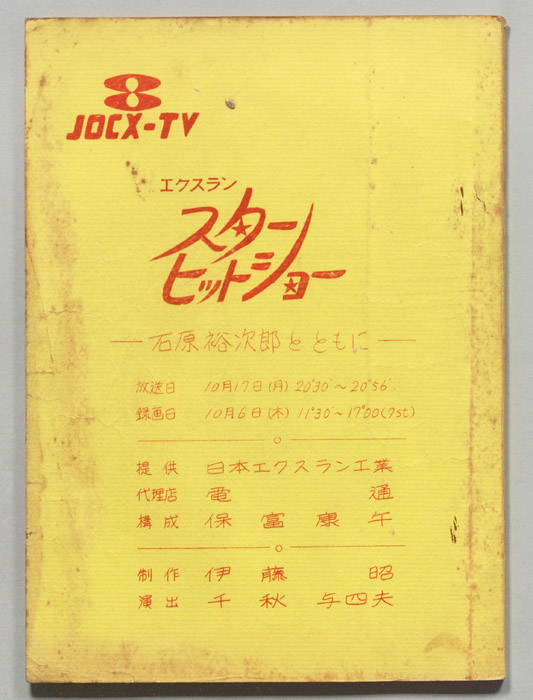 JOCX-TV
エクスラン
スター
ヒットショー
―石原裕次郎とともに―
放送日 10月17日(月) 20°30′～20°56′
録画日 10月6日(木) 11°30′～17°00(7st)
提供 日本エクスラン工業
代理店 電通
構成 保富康午
制作 伊藤昭
演出 千秋与四夫